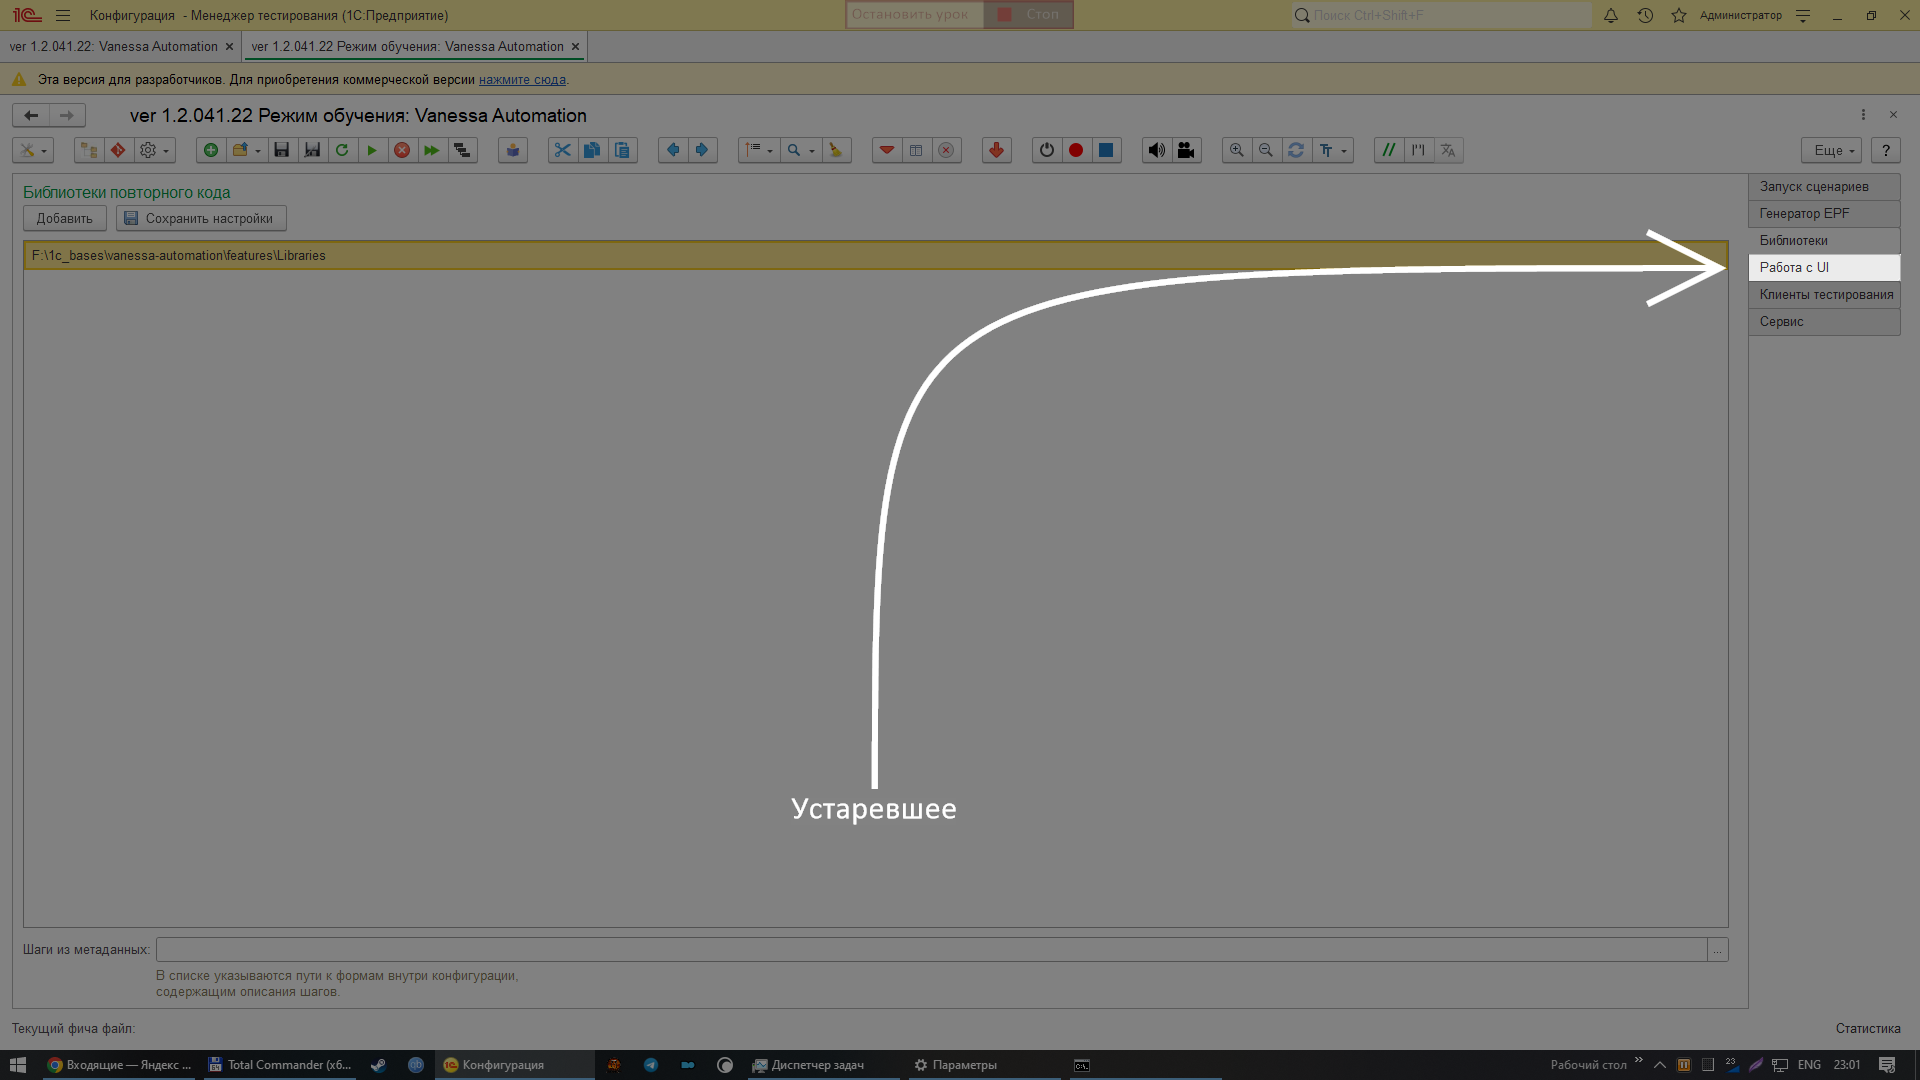 Конфигурация - Менеджер тестирования (1С:Предприятие)
Остановить урок
Стоп
Поиск Ctrl+Shift+F
Администратор
ver 1.2.041.22: Vanessa Automation
ver 1.2.041.22 Режим обучения: Vanessa Automation
Эта версия для разработчиков. Для приобретения коммерческой версии нажмите сюда.
ver 1.2.041.22 Режим обучения: Vanessa Automation
Еще
?
Библиотеки повторного кода
Добавить
Сохранить настройки
F:\1c_bases\vanessa-automation\features\Libraries
Запуск сценариев
Генератор EPF
Библиотеки
Работа с UI
Клиенты тестирования
Сервис
Устаревшее
Шаги из метаданных:
...
В списке указываются пути к формам внутри конфигурации,
содержащим описания шагов.
Текущий фича файл:
Статистика
Входящие — Яндекс ...
Total Commander (x6...
Конфигурация
Диспетчер задач
Параметры
Рабочий стол
23
ENG
23:01